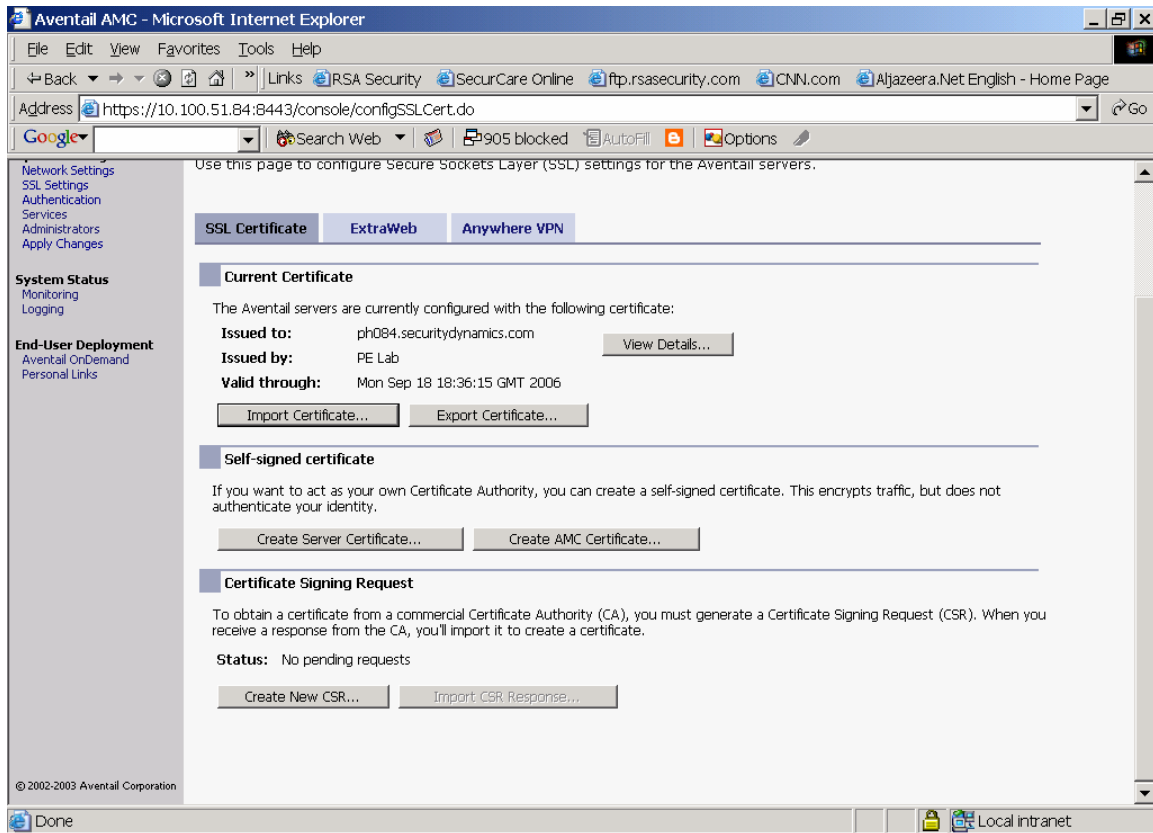 Aventail AMC - Microsoft Internet Explorer
File Edit View Favorites Tools Help
Back » Links RSA Security SecurCare Online ftp.rsasecurity.com CNN.com Aljazeera.Net English - Home Page
Address https://10.100.51.84:8443/console/configSSLCert.do Go
Google Search Web 905 blocked AutoFill Options
Network Settings
SSL Settings
Authentication
Services
Administrators
Apply Changes
System Status
Monitoring
Logging
End-User Deployment
Aventail OnDemand
Personal Links
© 2002-2003 Aventail Corporation
Use this page to configure Secure Sockets Layer (SSL) settings for the Aventail servers.
SSL Certificate ExtraWeb Anywhere VPN
Current Certificate
The Aventail servers are currently configured with the following certificate:
Issued to: ph084.securitydynamics.com
View Details...
Issued by: PE Lab
Valid through: Mon Sep 18 18:36:15 GMT 2006
Import Certificate... Export Certificate...
Self-signed certificate
If you want to act as your own Certificate Authority, you can create a self-signed certificate. This encrypts traffic, but does not
authenticate your identity.
Create Server Certificate... Create AMC Certificate...
Certificate Signing Request
To obtain a certificate from a commercial Certificate Authority (CA), you must generate a Certificate Signing Request (CSR). When you
receive a response from the CA, you'll import it to create a certificate.
Status: No pending requests
Create New CSR... Import CSR Response...
Done Local intranet